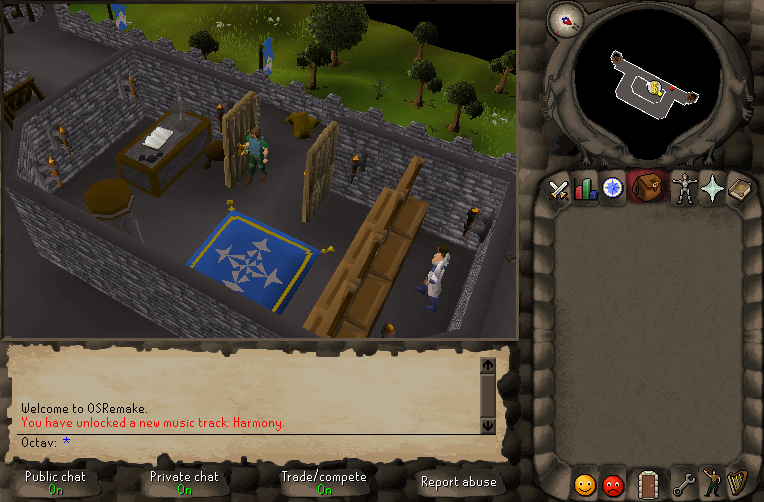 Welcome to OSRemake.
You have unlocked a new music track: Harmony.
Octav: *
Public chat
On
Private chat
On
Trade/compete
On
Report abuse